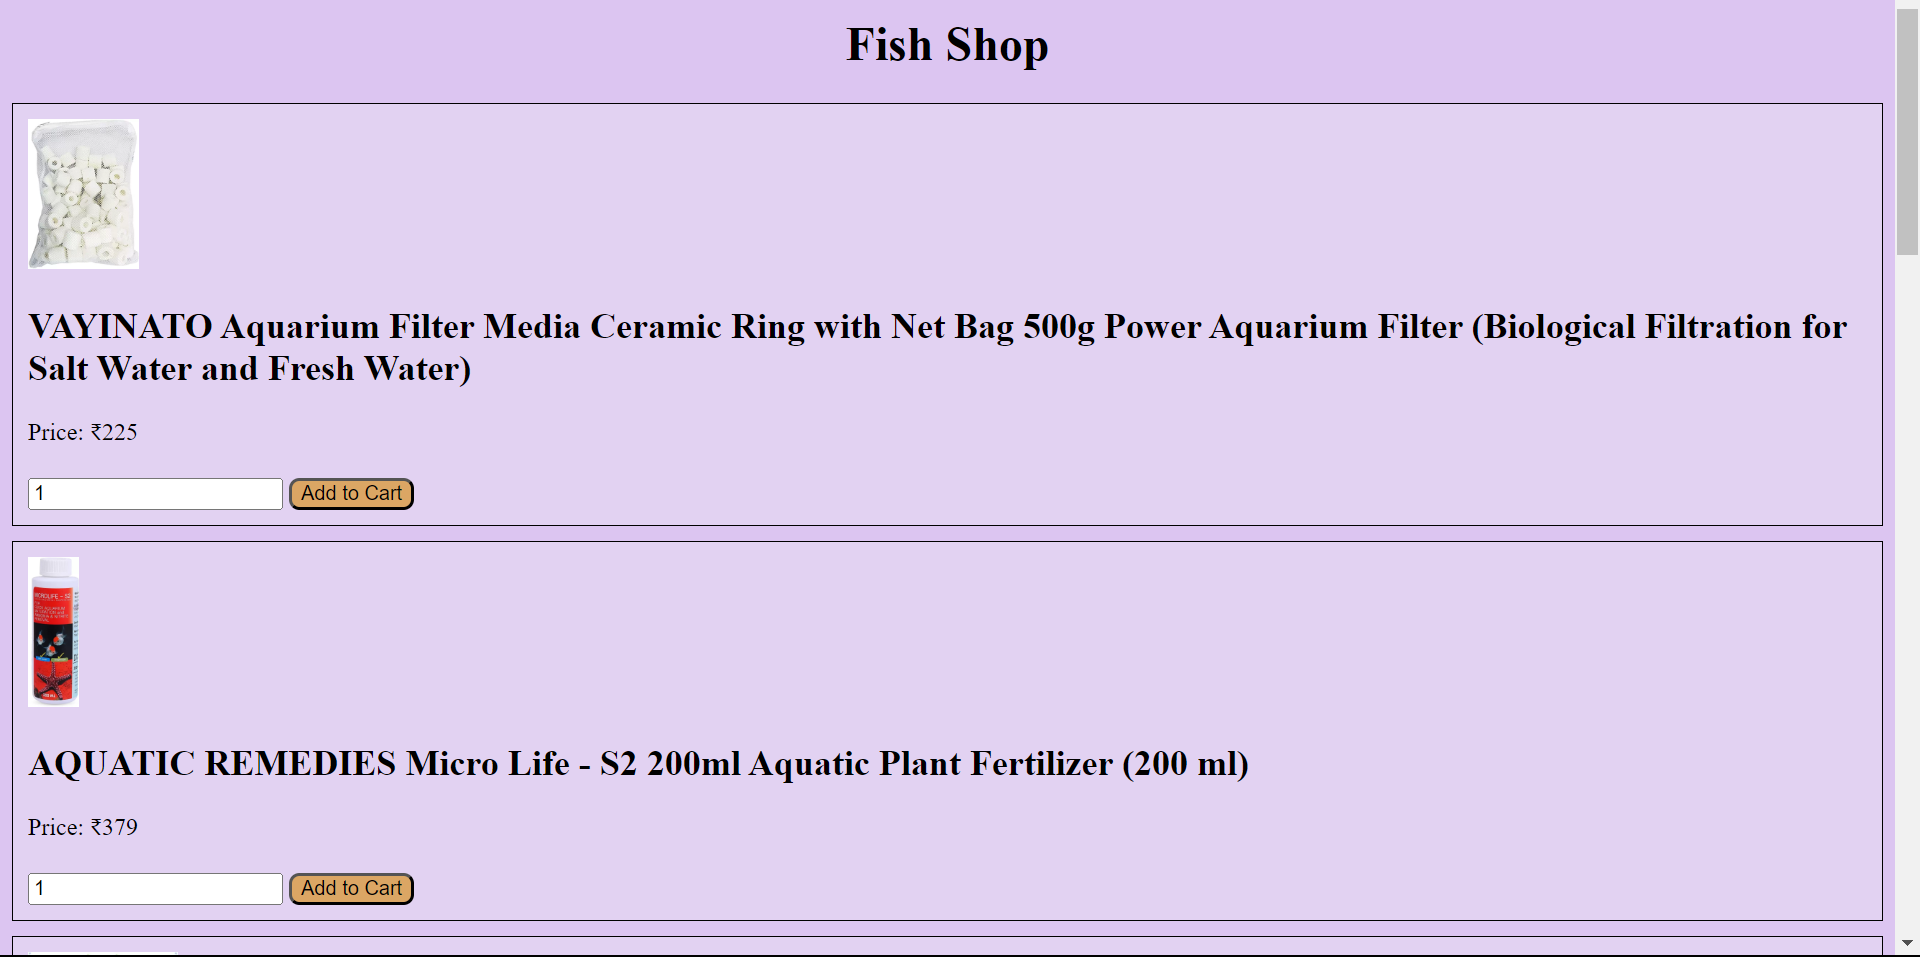 Fish Shop
VAYINATO Aquarium Filter Media Ceramic Ring with Net Bag 500g Power Aquarium Filter (Biological Filtration for
Salt Water and Fresh Water)
Price: ₹225
1
Add to Cart
MICROLIFE - S2
AQUATIC REMEDIES Micro Life - S2 200ml Aquatic Plant Fertilizer (200 ml)
Price: ₹379
1
Add to Cart